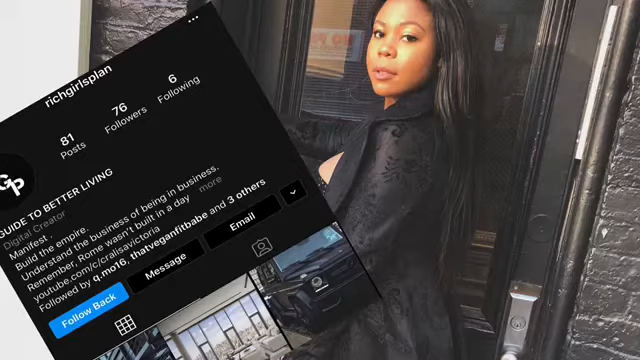 richgirlsplan
81
Posts
76
Followers
6
Following
GUIDE TO BETTER LIVING
Digital Creator
Manifest.
Build the empire.
Understand the business of being in business.
Remember. Rome wasn't built in a day more
youtube.com/c/cralisavictoria
Followed by a.mo16, thatveganfitbabe and 3 others
Follow Back
Message
Email